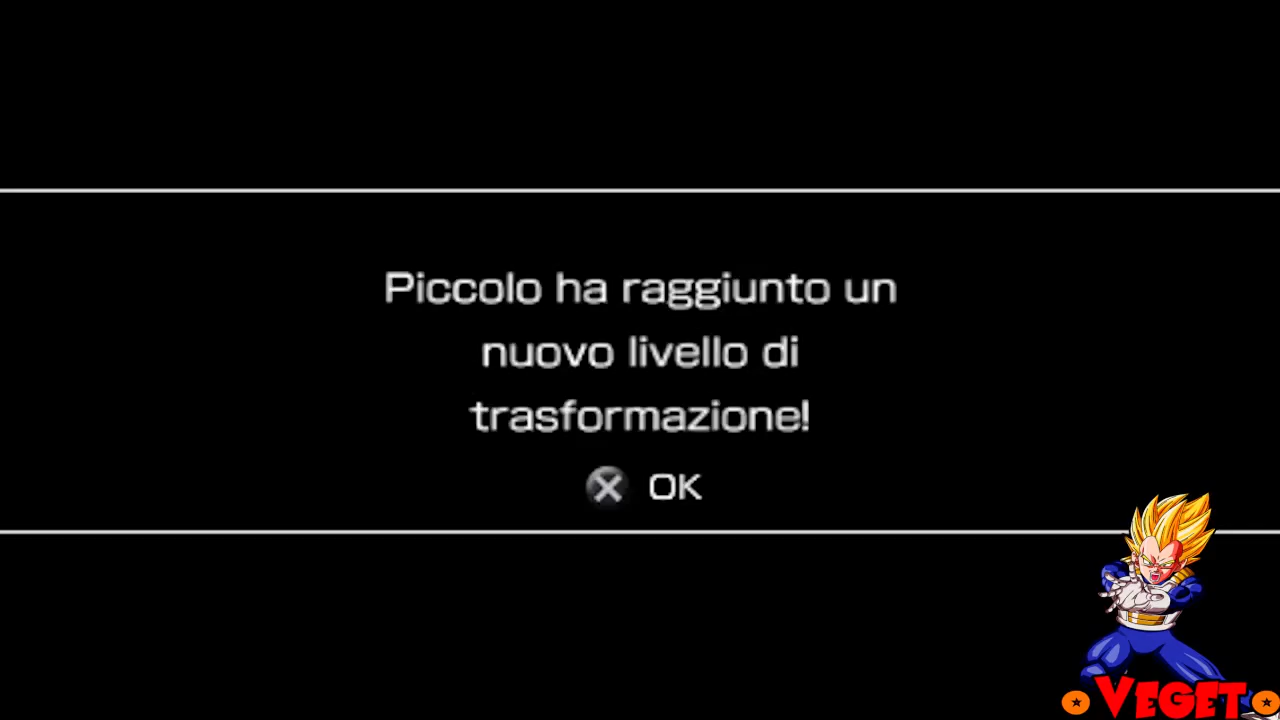 Piccolo ha raggiunto un
nuovo livello di
trasformazione!
OK
VEGET